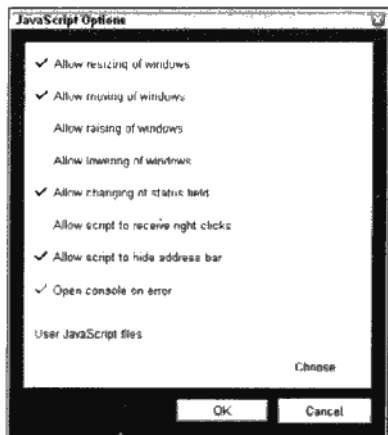 JavaScript Options
Allow resizing of windows
Allow moving of windows
Allow raising of windows
Allow lowering of windows
Allow changing of status field
Allow script to receive right clicks
Allow script to hide address bar
Open console on error
User JavaScript files
Choose
OK
Cancel